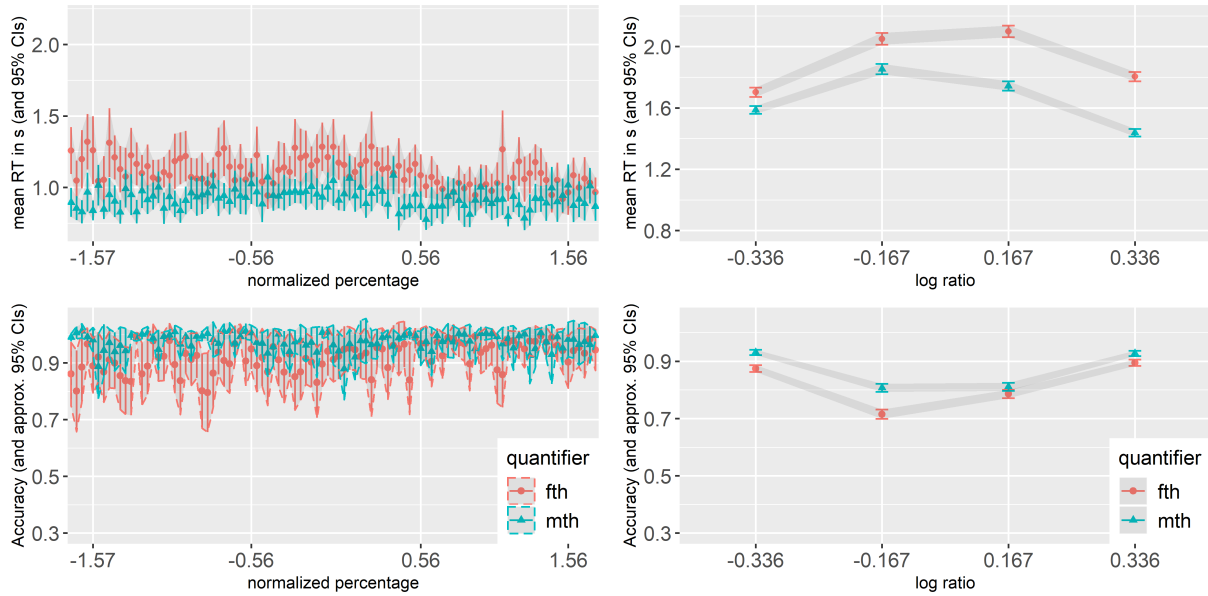 mean RT in s (and 95% CIs)
2.0
1.5
1.0
-1.57
-0.56
0.56
1.56
normalized percentage
mean RT in s (and 95% CIs)
2.0
1.6
1.2
0.8
-0.336
-0.167
0.167
0.336
log ratio
Accuracy (and approx. 95% CIs)
0.9
0.7
0.5
0.3
quantifier
fth
mth
-1.57
-0.56
0.56
1.56
normalized percentage
Accuracy (and approx. 95% CIs)
0.9
0.7
0.5
0.3
quantifier
fth
mth
-0.336
-0.167
0.167
0.336
log ratio